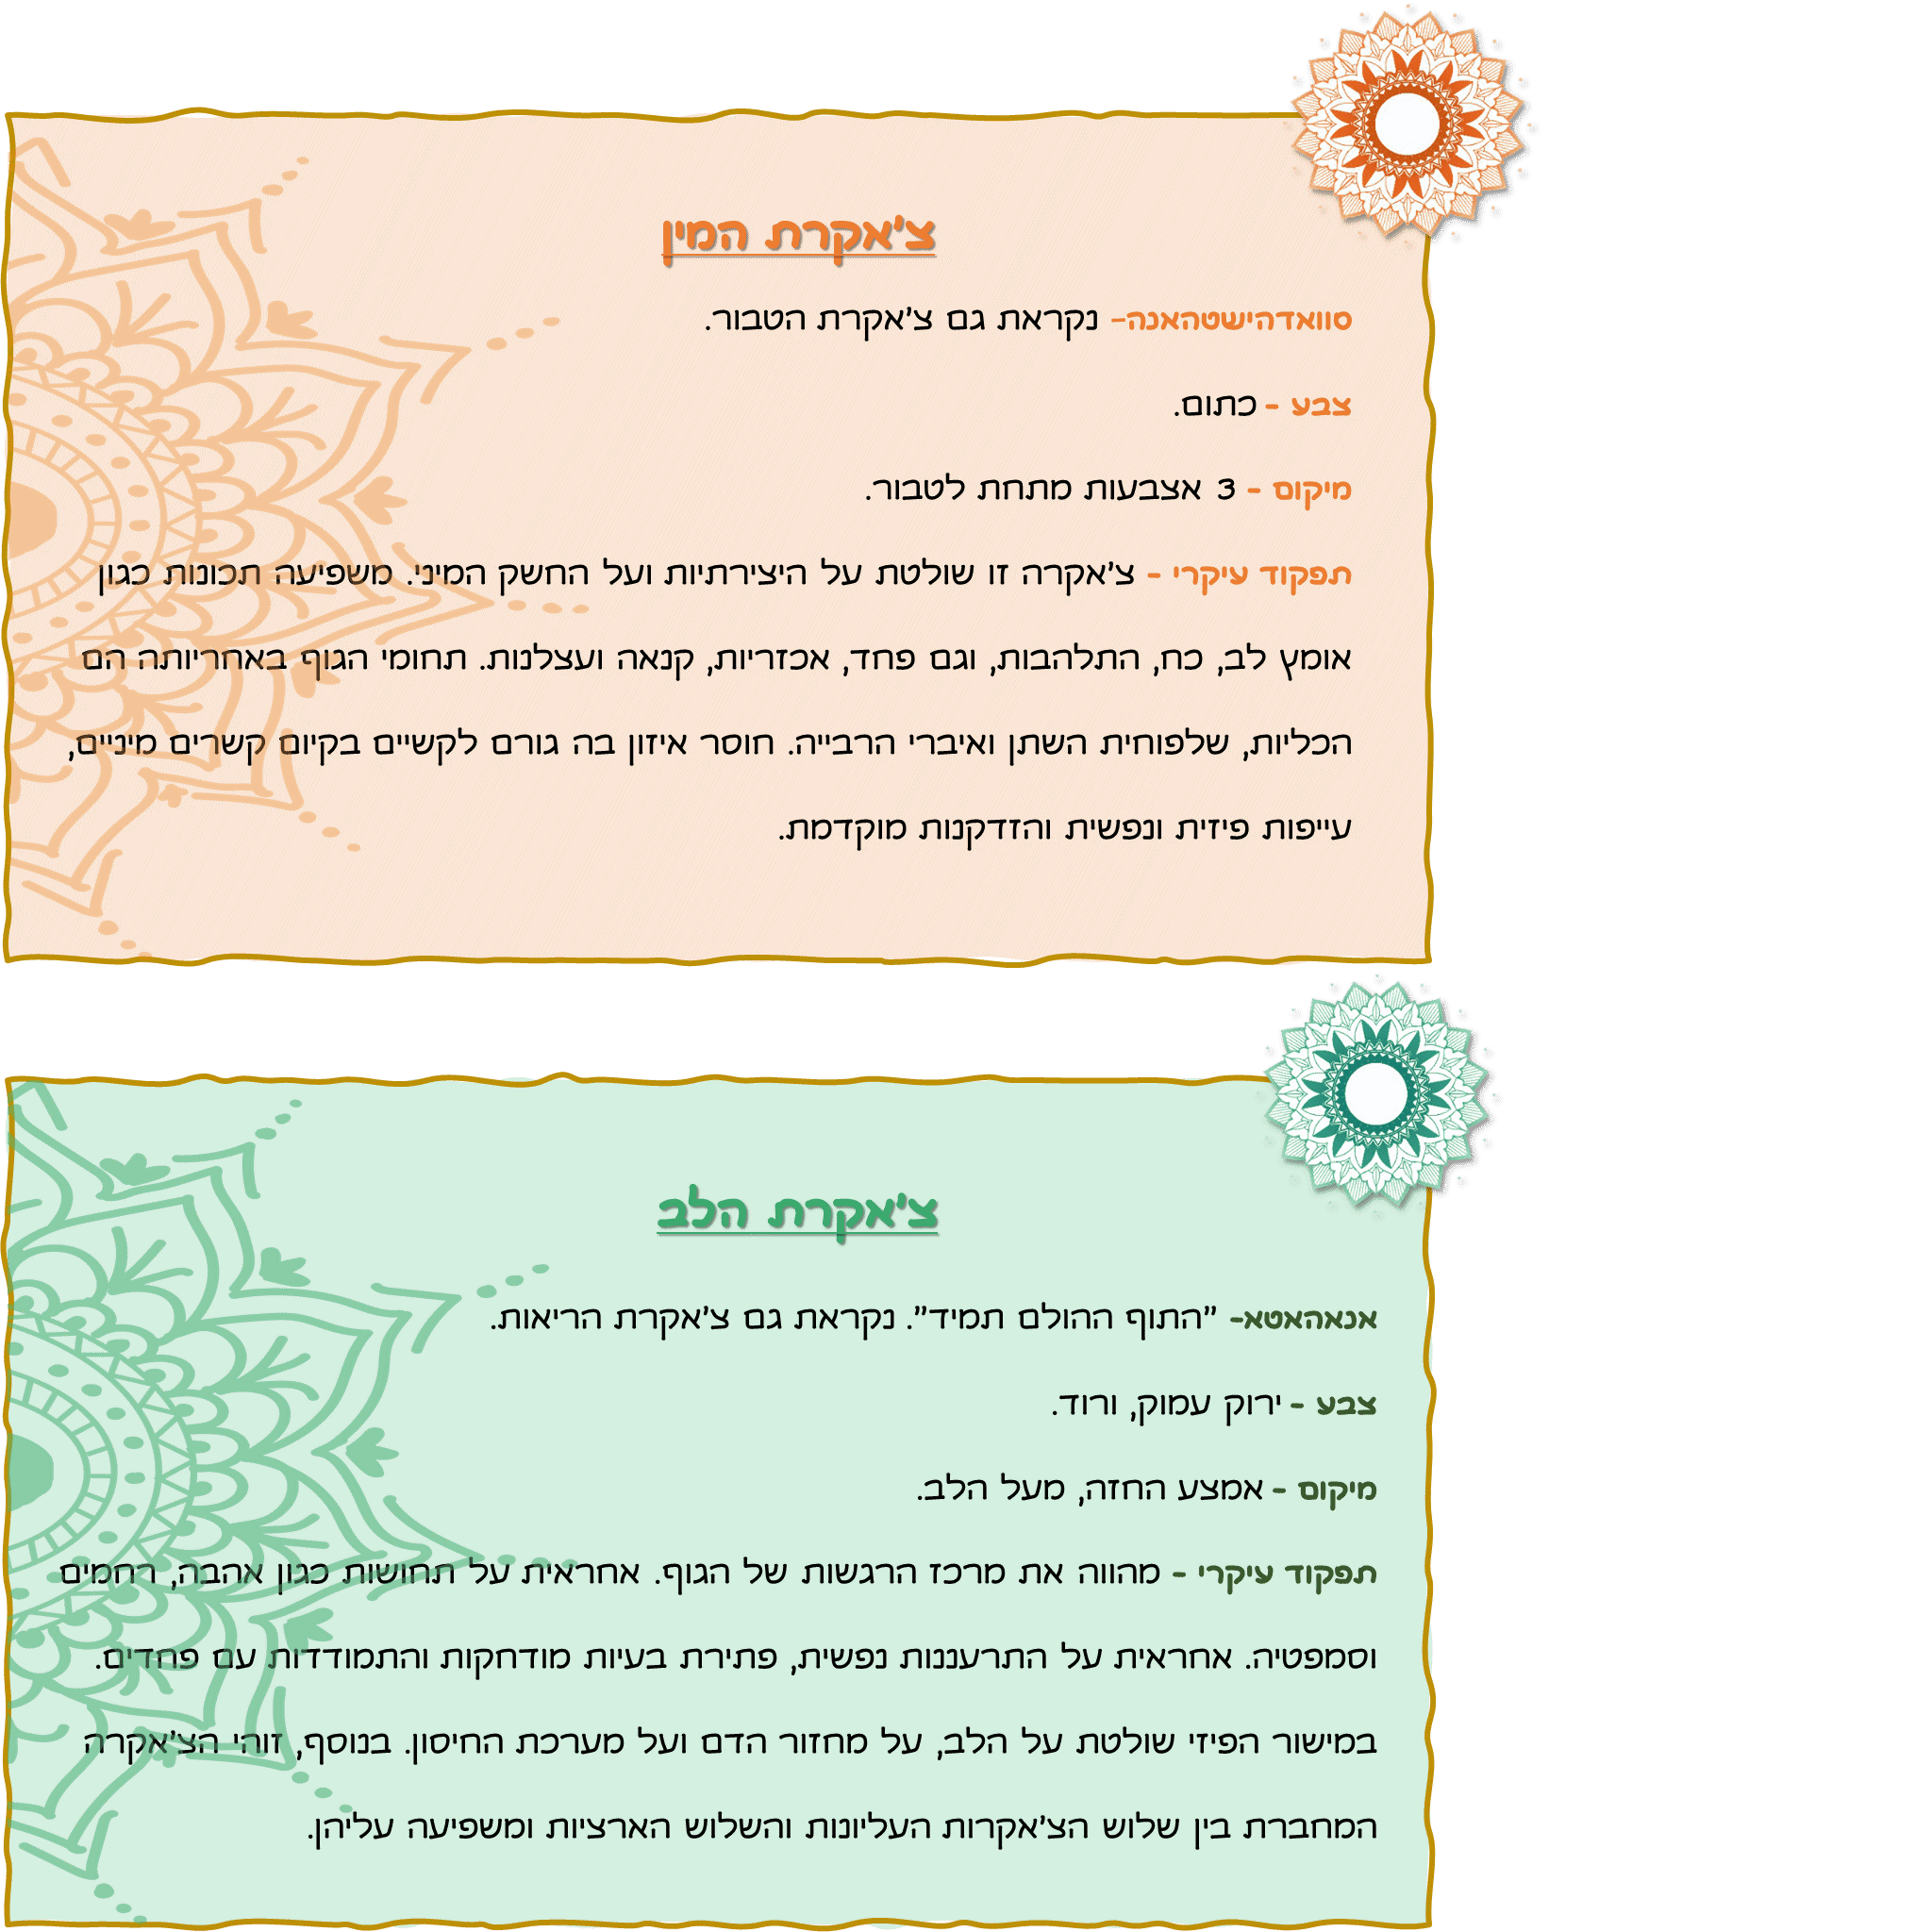 צ'אקרת המין
סוואדהישטהאנה- נקראת גם צ'אקרת הטבור.
צבע - כתום.
מיקום - 3 אצבעות מתחת לטבור.
תפקוד עיקרי - צ'אקרה זו שולטת על היצירתיות ועל החשק המיני. משפיעה תכונות כגון
אומץ לב, כח, התלהבות, וגם פחד, אכזריות, קנאה ועצלנות. תחומי הגוף באחריותה הם
הכליות, שלפוחית השתן ואיברי הרבייה. חוסר איזון בה גורם לקשיים בקיום קשרים מיניים,
עייפות פיזית ונפשית והזדקנות מוקדמת.
צ'אקרת הלב
אנאהאטא- "התוף ההולם תמיד". נקראת גם צ'אקרת הריאות.
צבע - ירוק עמוק, ורוד.
מיקום - אמצע החזה, מעל הלב.
תפקוד עיקרי - מהווה את מרכז הרגשות של הגוף. אחראית על תחושות כגון אהבה, רחמים
וסמפטיה. אחראית על התרעננות נפשית, פתירת בעיות מודחקות והתמודדות עם פחדים.
במישור הפיזי שולטת על הלב, על מחזור הדם ועל מערכת החיסון. בנוסף, זוהי הצ'אקרה
המחברת בין שלוש הצ'אקרות העליונות והשלוש הארציות ומשפיעה עליהן.